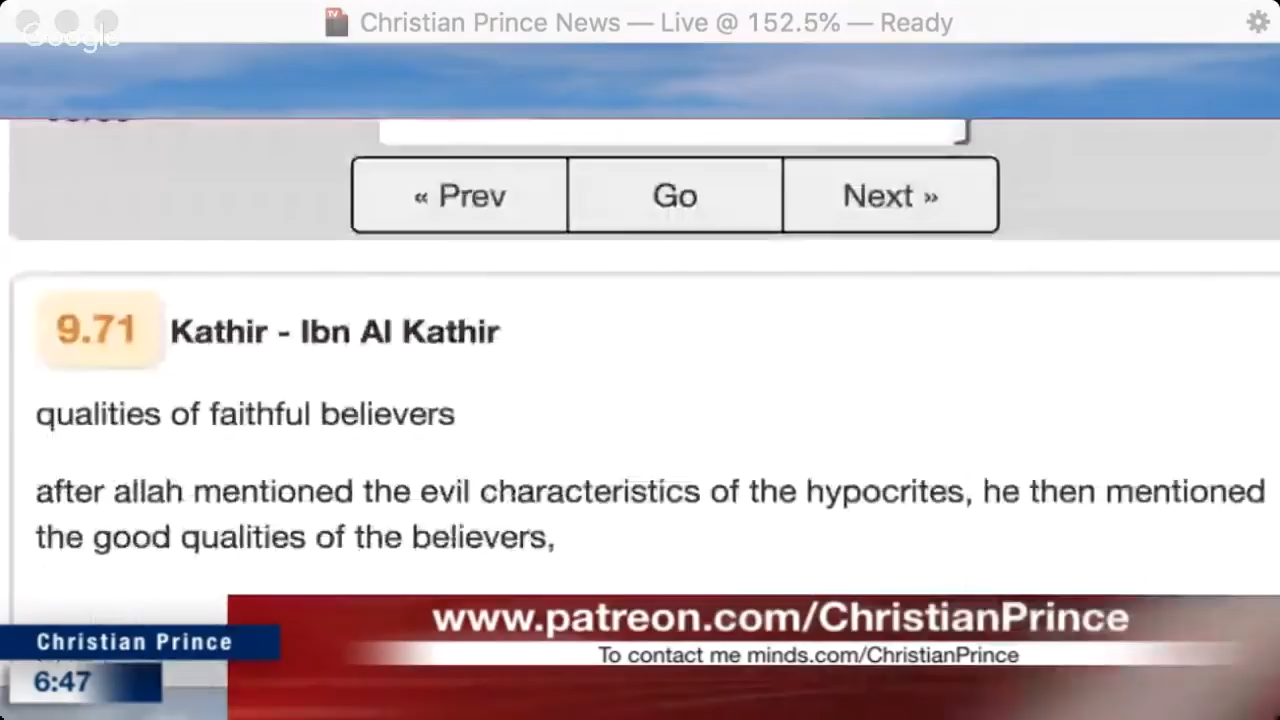 Christian Prince News — Live @ 152.5% — Ready
Google
« Prev
Go
Next »
9.71 Kathir - Ibn Al Kathir
qualities of faithful believers
after allah mentioned the evil characteristics of the hypocrites, he then mentioned
the good qualities of the believers,
www.patreon.com/ChristianPrince
To contact me minds.com/ChristianPrince
Christian Prince
6:47